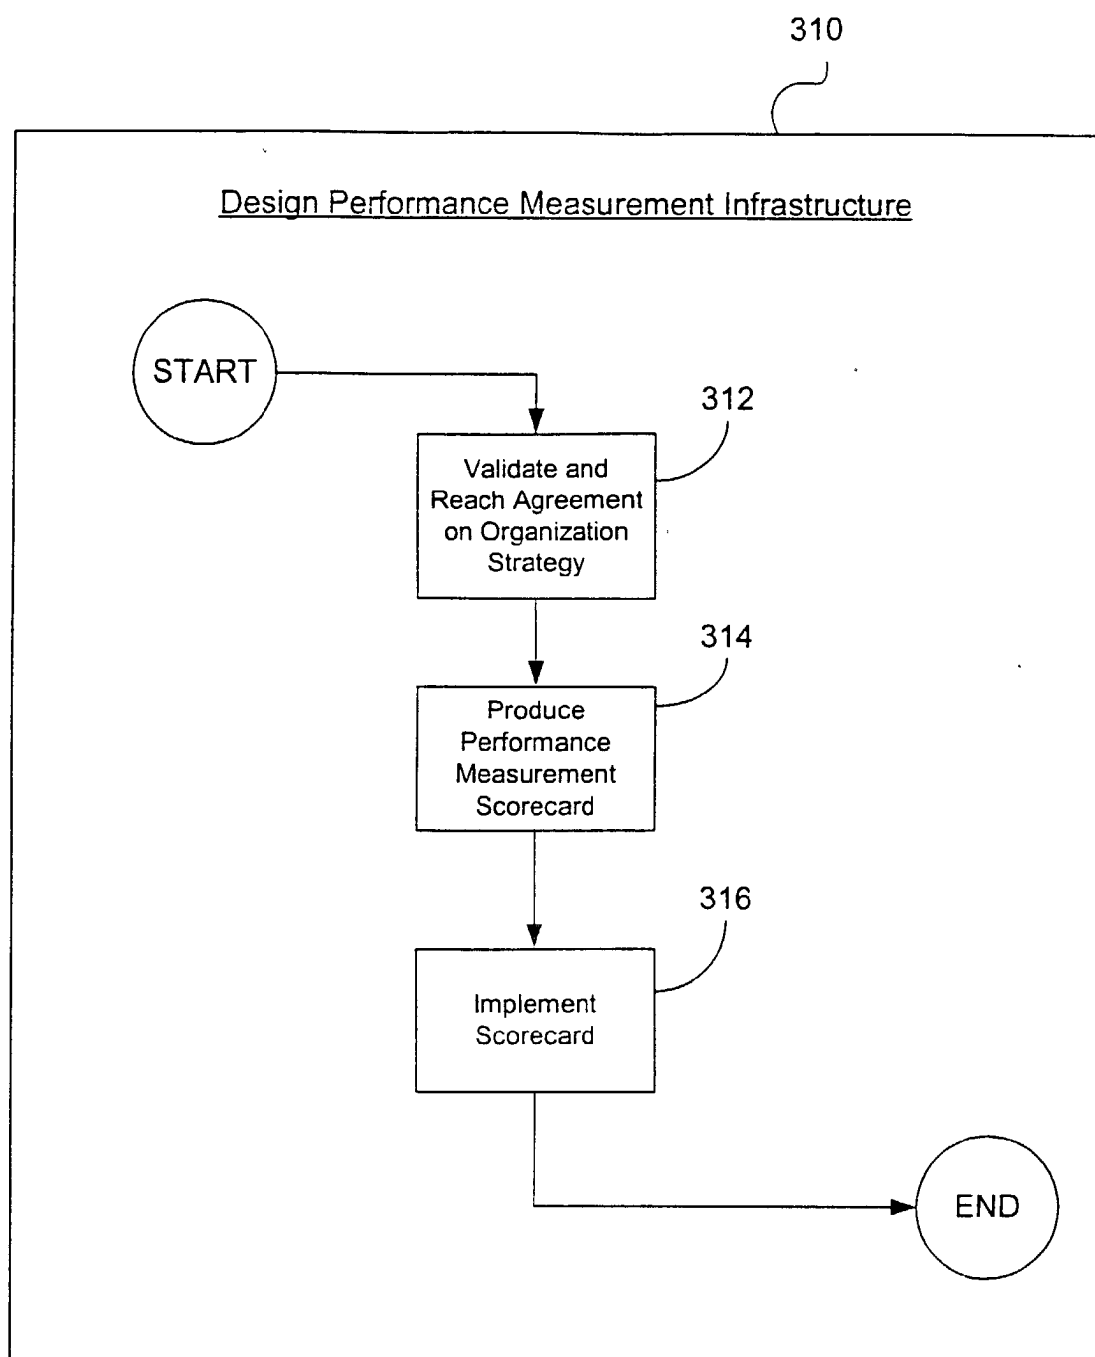 310
Design Performance Measurement Infrastructure
START
312
Validate and
Reach Agreement
on Organization
Strategy
314
Produce
Performance
Measurement
Scorecard
316
Implement
Scorecard
END